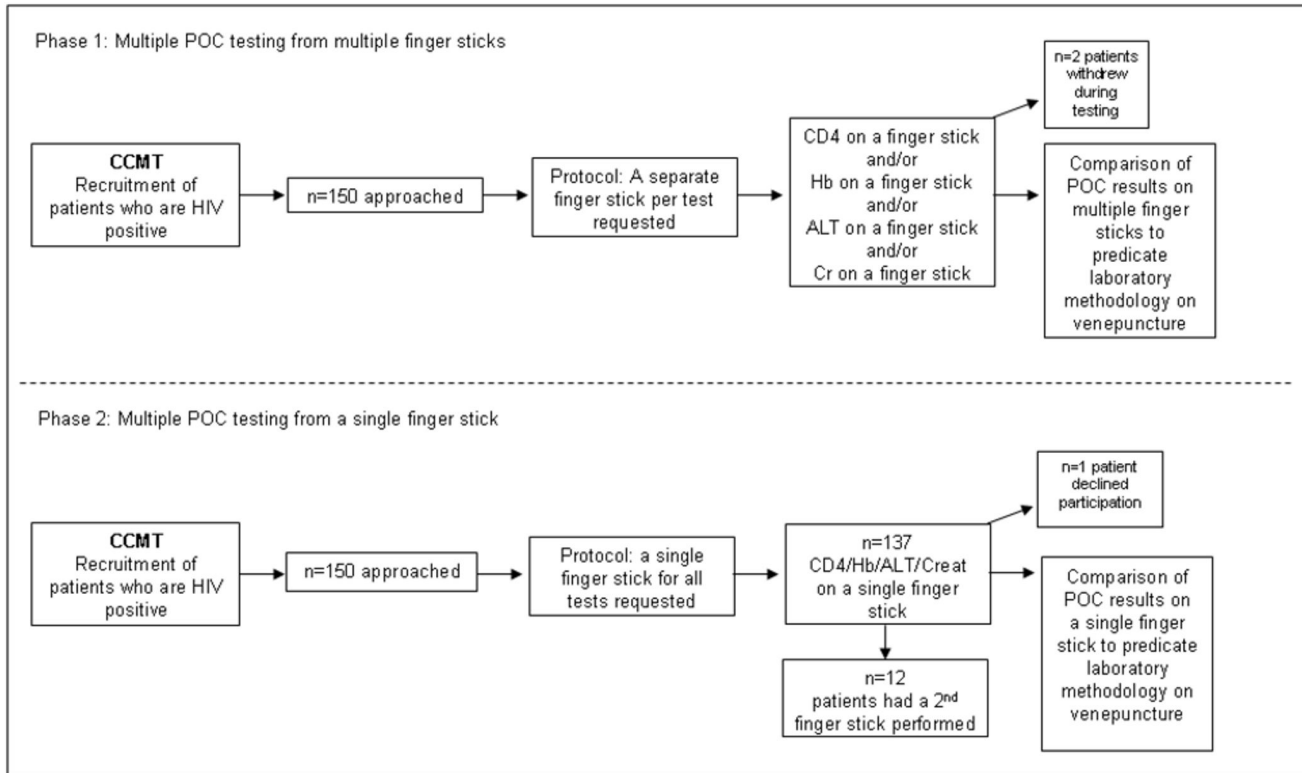 Phase 1: Multiple POC testing from multiple finger sticks
CCMT
Recruitment of
patients who are HIV
positive
n=150 approached
Protocol: A separate
finger stick per test
requested
CD4 on a finger stick
and/or
Hb on a finger stick
and/or
ALT on a finger stick
and/or
Cr on a finger stick
n=2 patients
withdrew
during
testing
Comparison of
POC results on
multiple finger
sticks to
predicate
laboratory
methodology on
venepuncture
Phase 2: Multiple POC testing from a single finger stick
CCMT
Recruitment of
patients who are HIV
positive
n=150 approached
Protocol: a single
finger stick for all
tests requested
n=137
CD4/Hb/ALT/Creat
on a single finger
stick
n=12
patients had a 2nd
finger stick performed
n=1 patient
declined
participation
Comparison of
POC results on
a single finger
stick to predicate
laboratory
methodology on
venepuncture